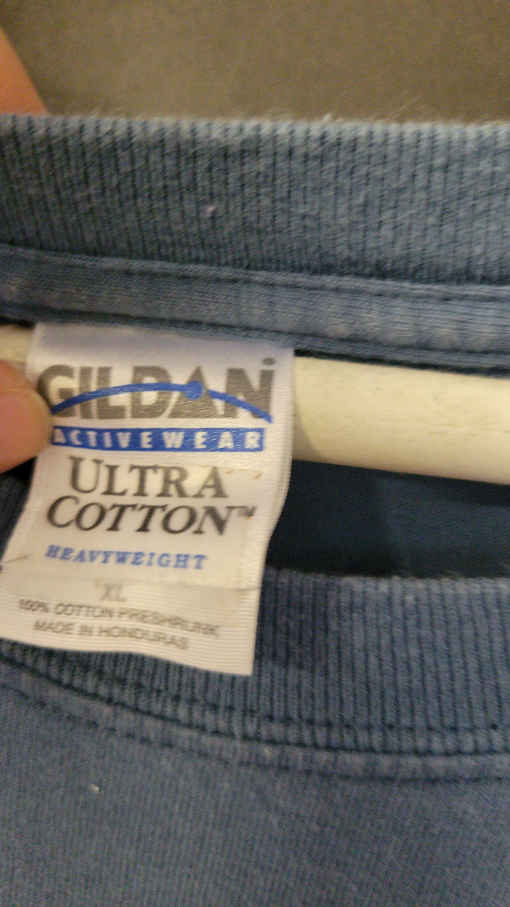 GILDAN
ACTIVEWEAR
ULTRA
COTTON™
HEAVYWEIGHT
XL
100% COTTON PRESHRUNK
MADE IN HONDURAS